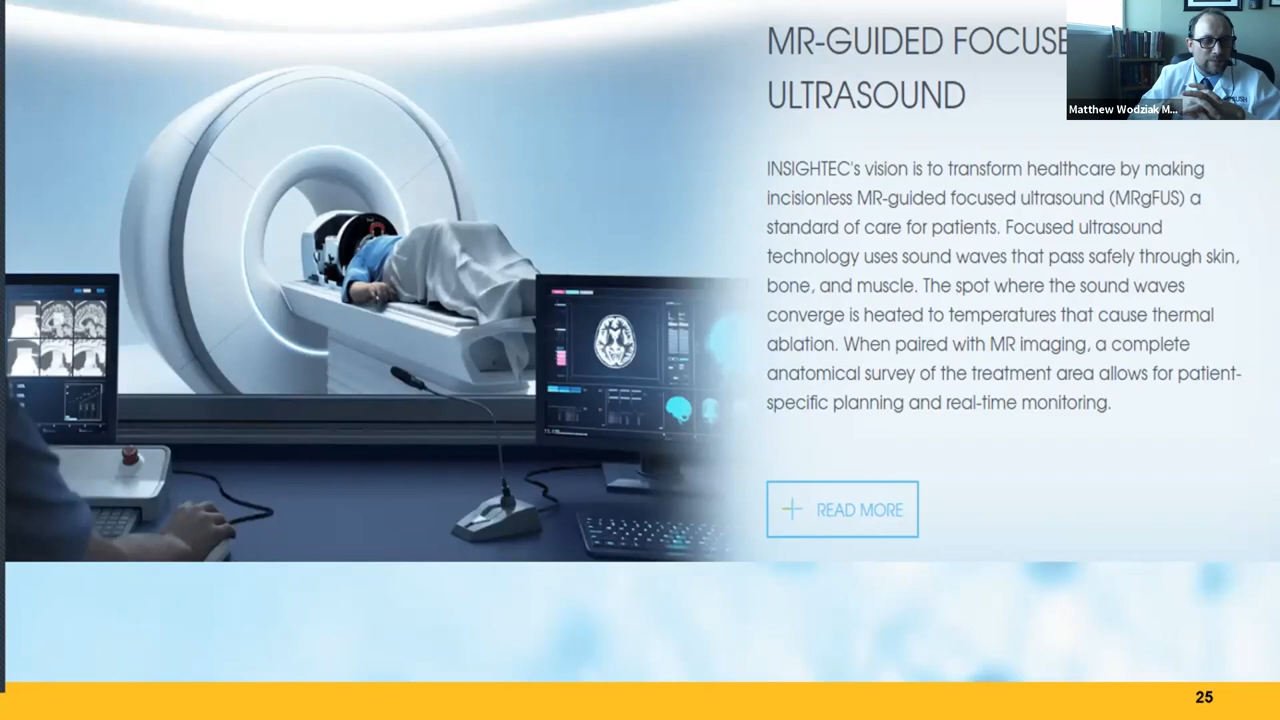 MR-GUIDED FOCUSE
ULTRASOUND
Matthew Wodziak M...
INSIGHTEC's vision is to transform healthcare by making
incisionless MR-guided focused ultrasound (MRgFUS) a
standard of care for patients. Focused ultrasound
technology uses sound waves that pass safely through skin,
bone, and muscle. The spot where the sound waves
converge is heated to temperatures that cause thermal
ablation. When paired with MR imaging, a complete
anatomical survey of the treatment area allows for patient-
specific planning and real-time monitoring.
READ MORE
25